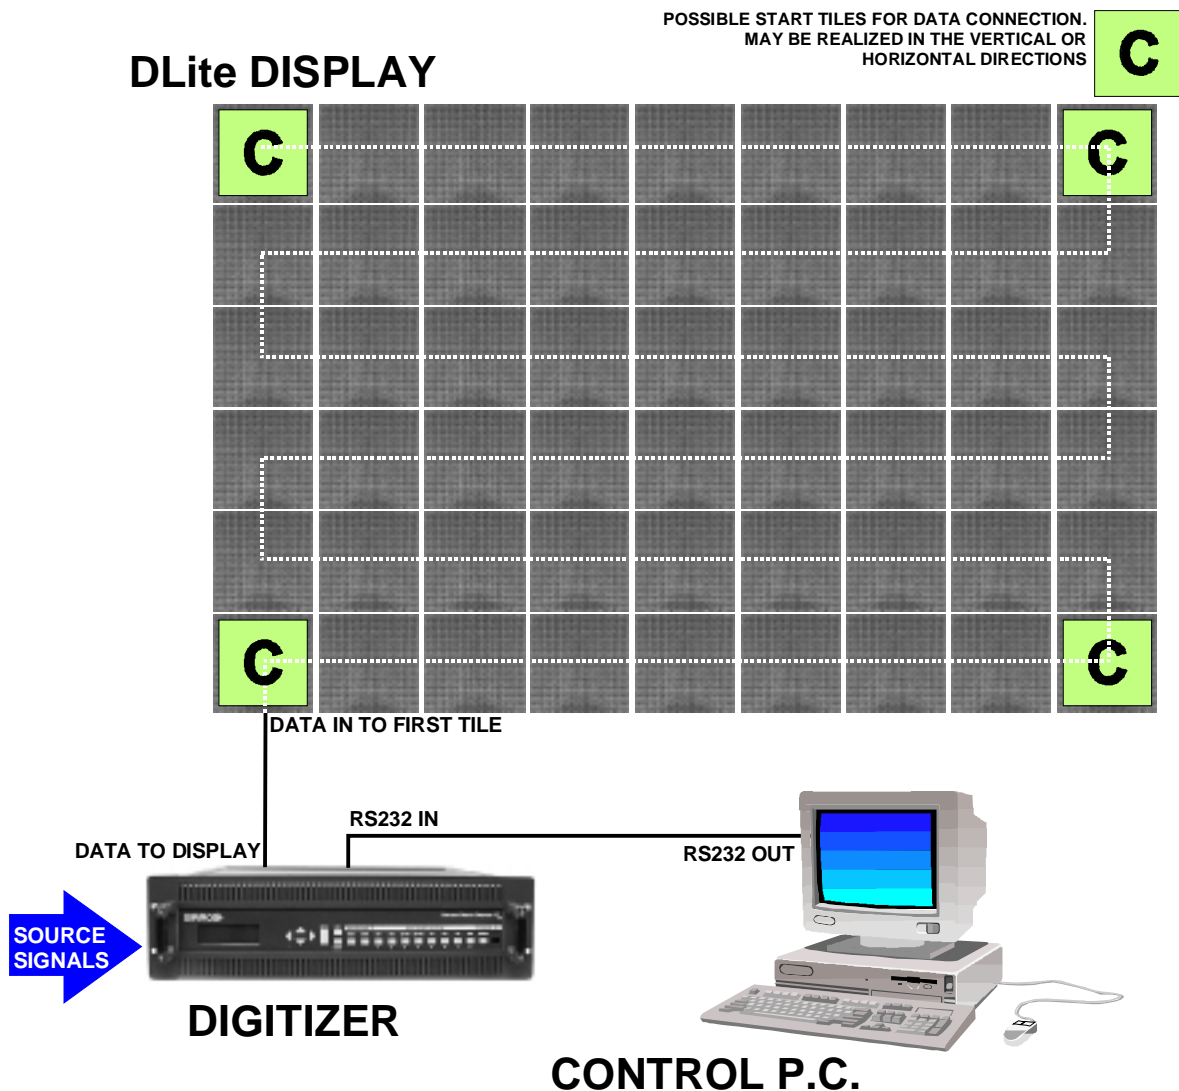 POSSIBLE START TILES FOR DATA CONNECTION.
MAY BE REALIZED IN THE VERTICAL OR
HORIZONTAL DIRECTIONS
C
DLite DISPLAY
C
C
C
C
DATA IN TO FIRST TILE
RS232 IN
DATA TO DISPLAY
RS232 OUT
SOURCE
SIGNALS
DIGITIZER
CONTROL P.C.